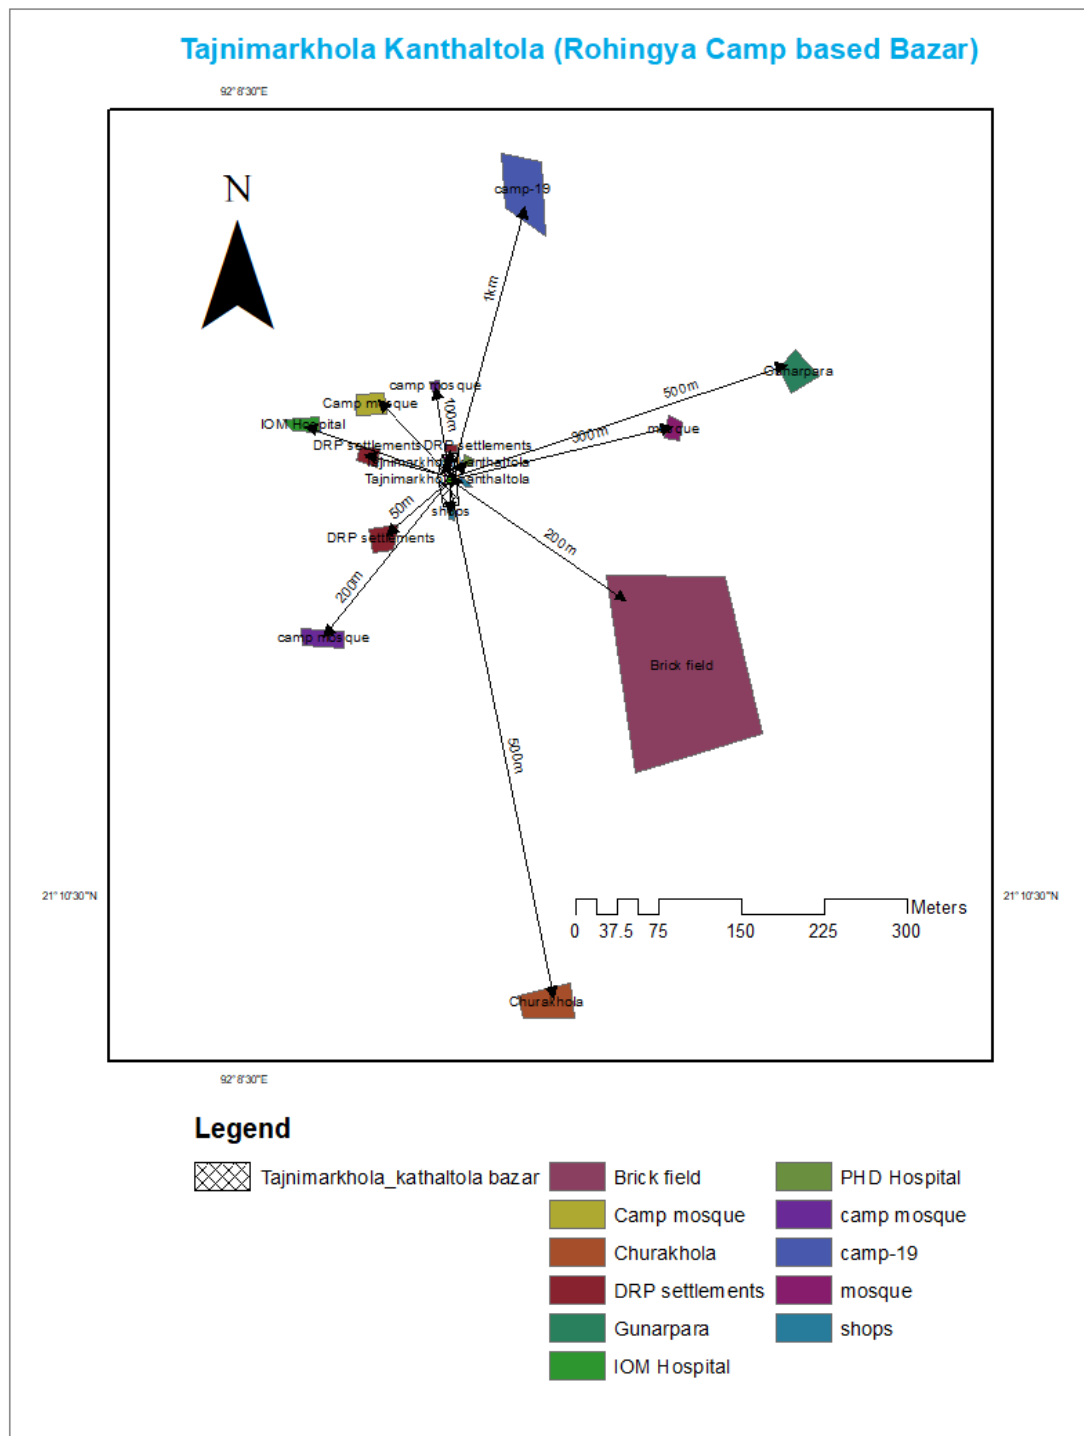 Tajnimarkhola Kanthaltola (Rohingya Camp based Bazar)
92°8'30"E
N
camp-19
1km
Gunarpara
500m
camp mosque
Camp mosque
100m
IOM Hospital
mosque
300m
DRP settlements
DRP settlements
Tajnimarkhola Kanthaltola
Tajnimarkhola Kanthaltola
shops
50m
DRP settlements
200m
200m
camp mosque
Brick field
500m
21°10'30"N
21°10'30"N
Meters
0 37.5 75 150 225 300
Churakhola
92°8'30"E
Legend
Tajnimarkhola_kathaltola bazar
Brick field
Camp mosque
Churakhola
DRP settlements
Gunarpara
IOM Hospital
PHD Hospital
camp mosque
camp-19
mosque
shops